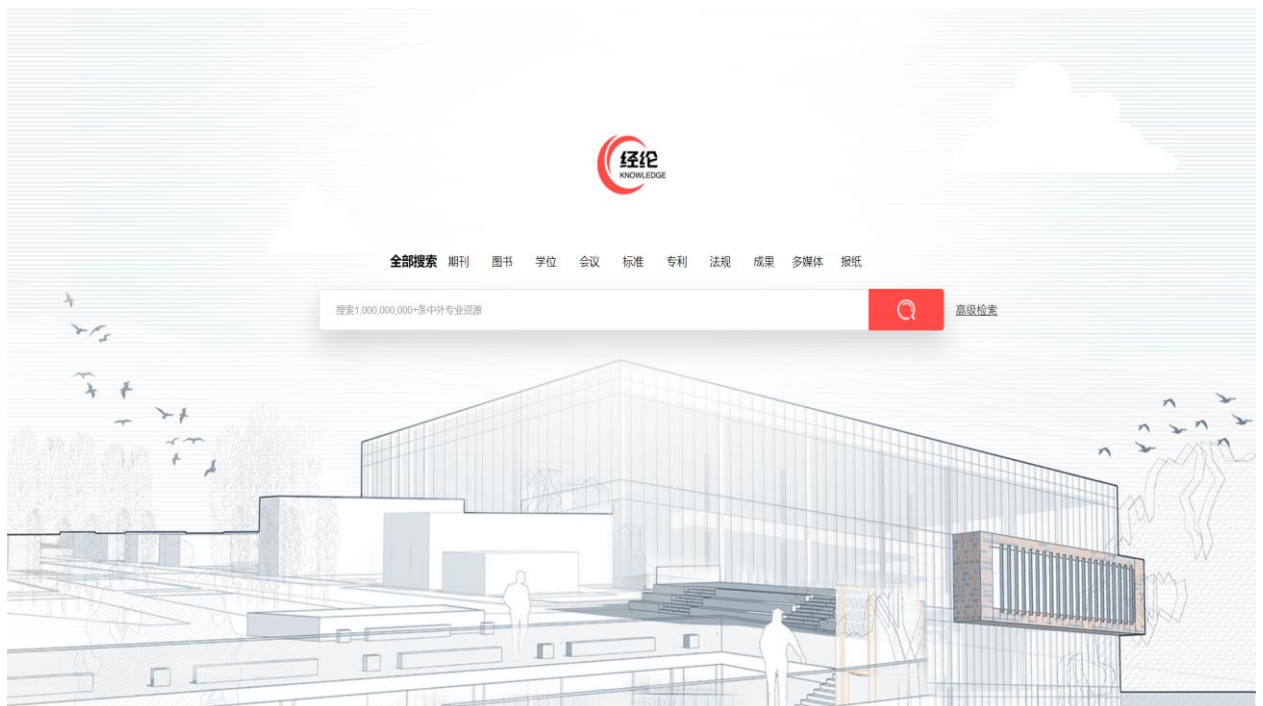 经纶
KNOWLEDGE
全部搜索 期刊 图书 学位 会议 标准 专利 法规 成果 多媒体 报纸
搜索1,000,000,000+条中外专业资源 高级检索